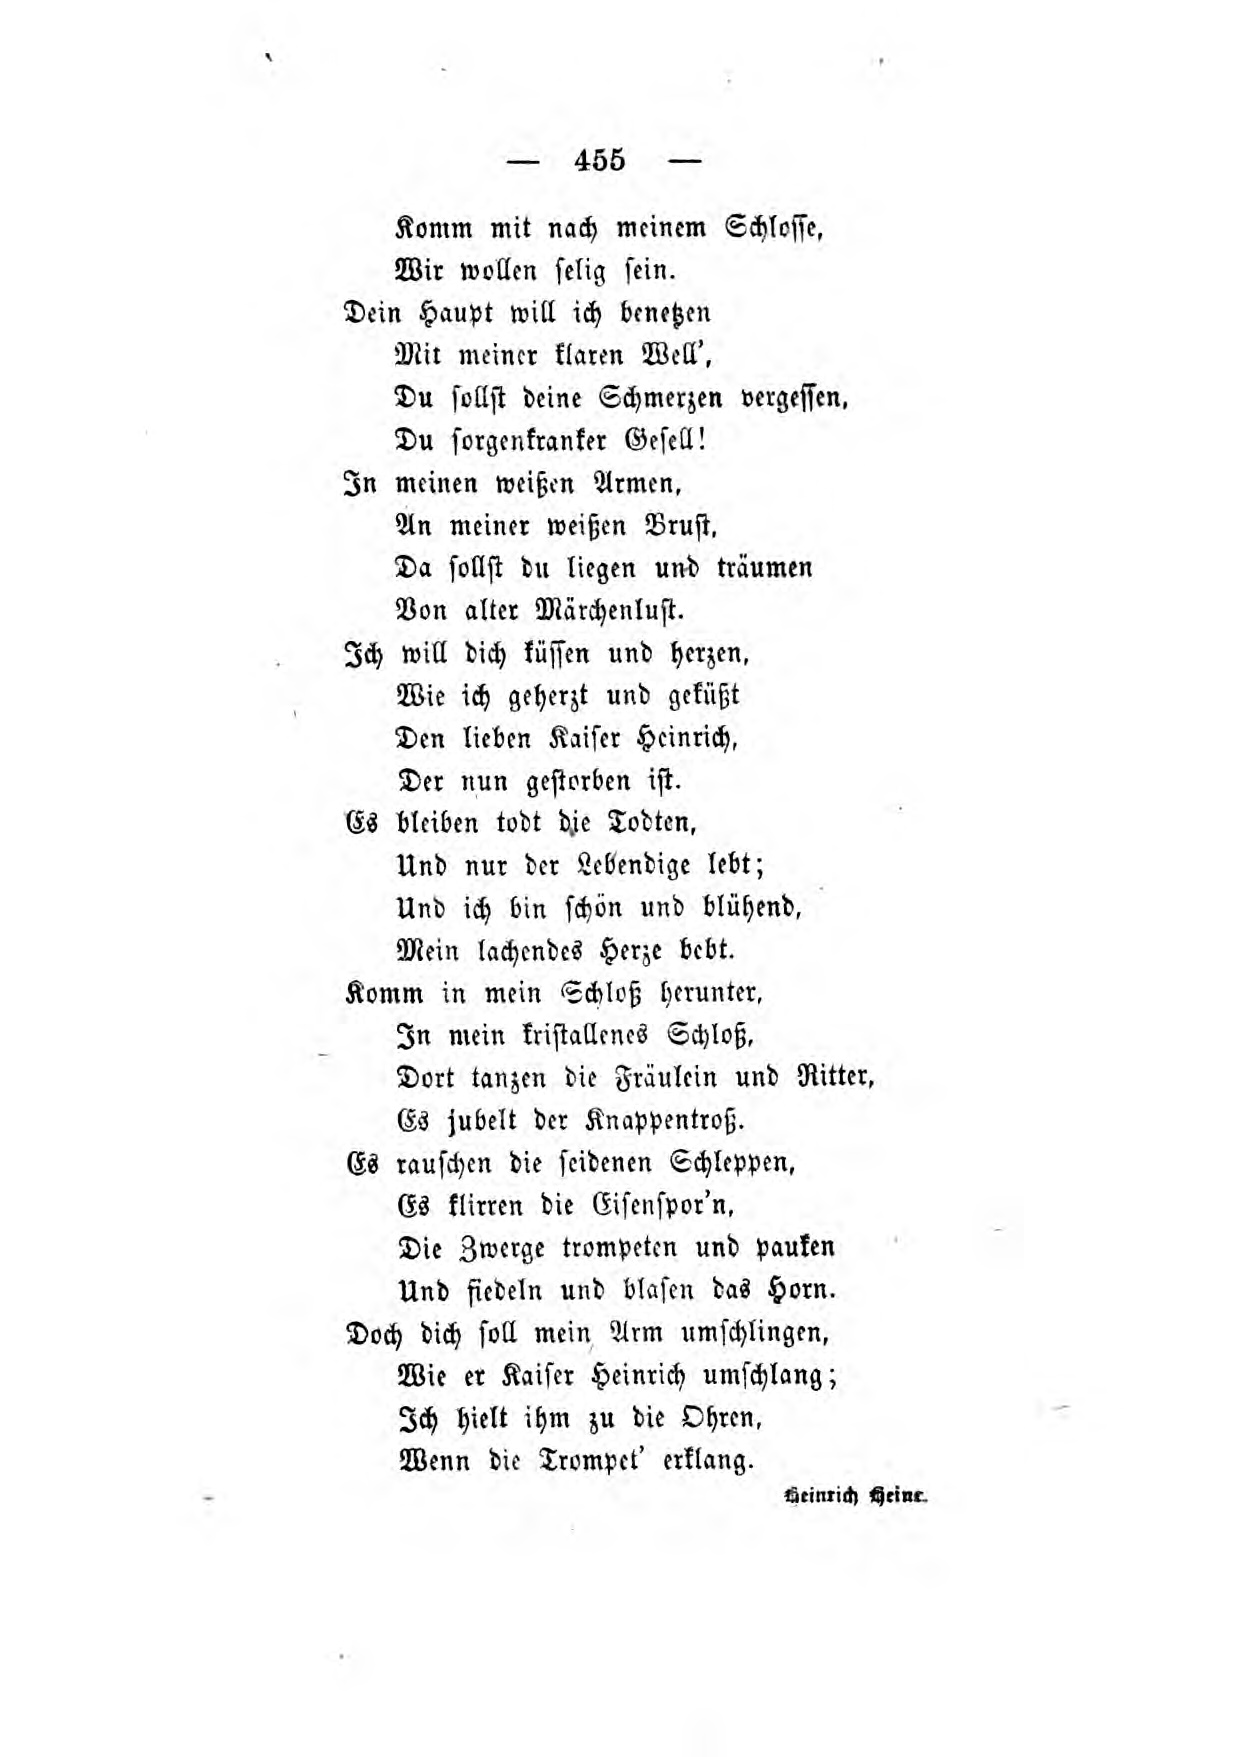 — 455 —
Komm mit nach meinem Schlosse,
Wir wollen selig sein.
Dein Haupt will ich benetzen
Mit meiner klaren Well',
Du sollst deine Schmerzen vergessen,
Du sorgenkranker Gesell!
In meinen weißen Armen,
An meiner weißen Brust,
Da sollst du liegen und träumen
Von alter Märchenlust.
Ich will dich küssen und herzen,
Wie ich geherzt und geküßt
Den lieben Kaiser Heinrich,
Der nun gestorben ist.
Es bleiben todt die Todten,
Und nur der Lebendige lebt;
Und ich bin schön und blühend,
Mein lachendes Herze bebt.
Komm in mein Schloß herunter,
In mein kristallenes Schloß,
Dort tanzen die Fräulein und Ritter,
Es jubelt der Knappentroß.
Es rauschen die seidenen Schleppen,
Es klirren die Eisenspor'n,
Die Zwerge trompeten und pauken
Und fiedeln und blasen das Horn.
Doch dich soll mein Arm umschlingen,
Wie er Kaiser Heinrich umschlang;
Ich hielt ihm zu die Ohren,
Wenn die Trompet' erklang.
Heinrich Heine.